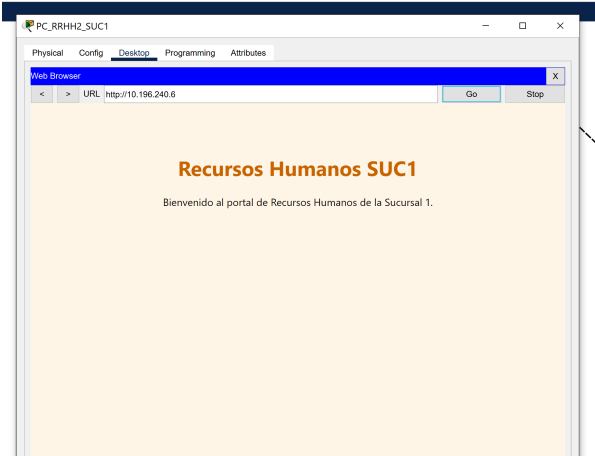 PC_RRHH2_SUC1
Physical Config Desktop Programming Attributes
Web Browser X
< > URL http://10.196.240.6 Go Stop
Recursos Humanos SUC1
Bienvenido al portal de Recursos Humanos de la Sucursal 1.